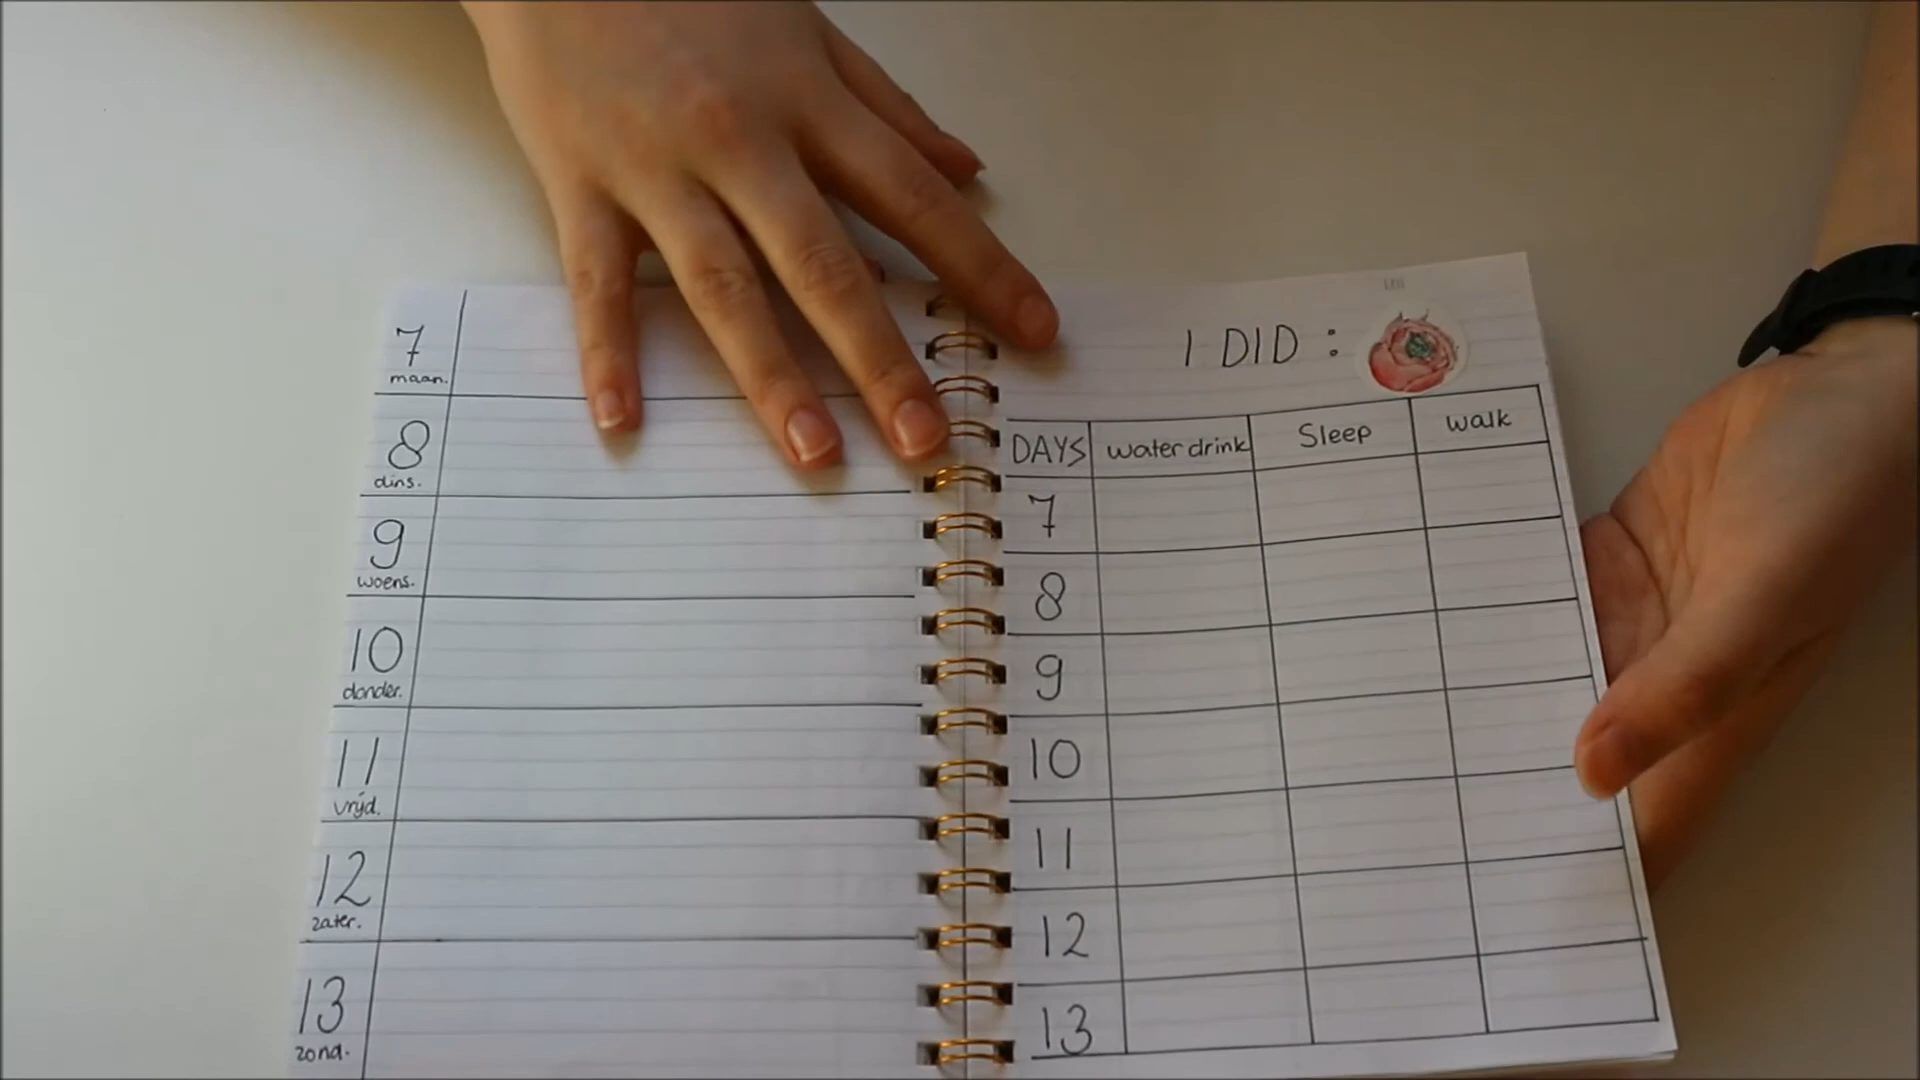 7
maan.
8
dins.
9
woens.
10
donder.
11
vrijd.
12
zater.
13
zond.
I DID :
DAYS water drink Sleep walk
7
8
9
10
11
12
13